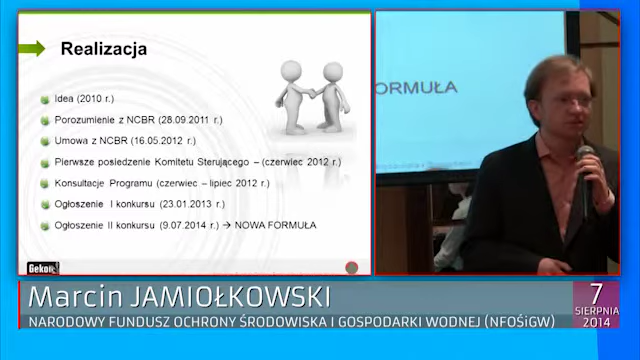 Realizacja
Idea (2010 r.)
Porozumienie z NCBR (28.09.2011 r.)
Umowa z NCBR (16.05.2012 r.)
Pierwsze posiedzenie Komitetu Sterującego – (czerwiec 2012 r.)
Konsultacje Programu (czerwiec – lipiec 2012 r.)
Ogłoszenie I konkursu (23.01.2013 r.)
Ogłoszenie II konkursu (9.07.2014 r.) → NOWA FORMUŁA
Gekon
ORMUŁA
Marcin JAMIOŁKOWSKI
NARODOWY FUNDUSZ OCHRONY ŚRODOWISKA I GOSPODARKI WODNEJ (NFOŚiGW)
7
SIERPNIA
2014